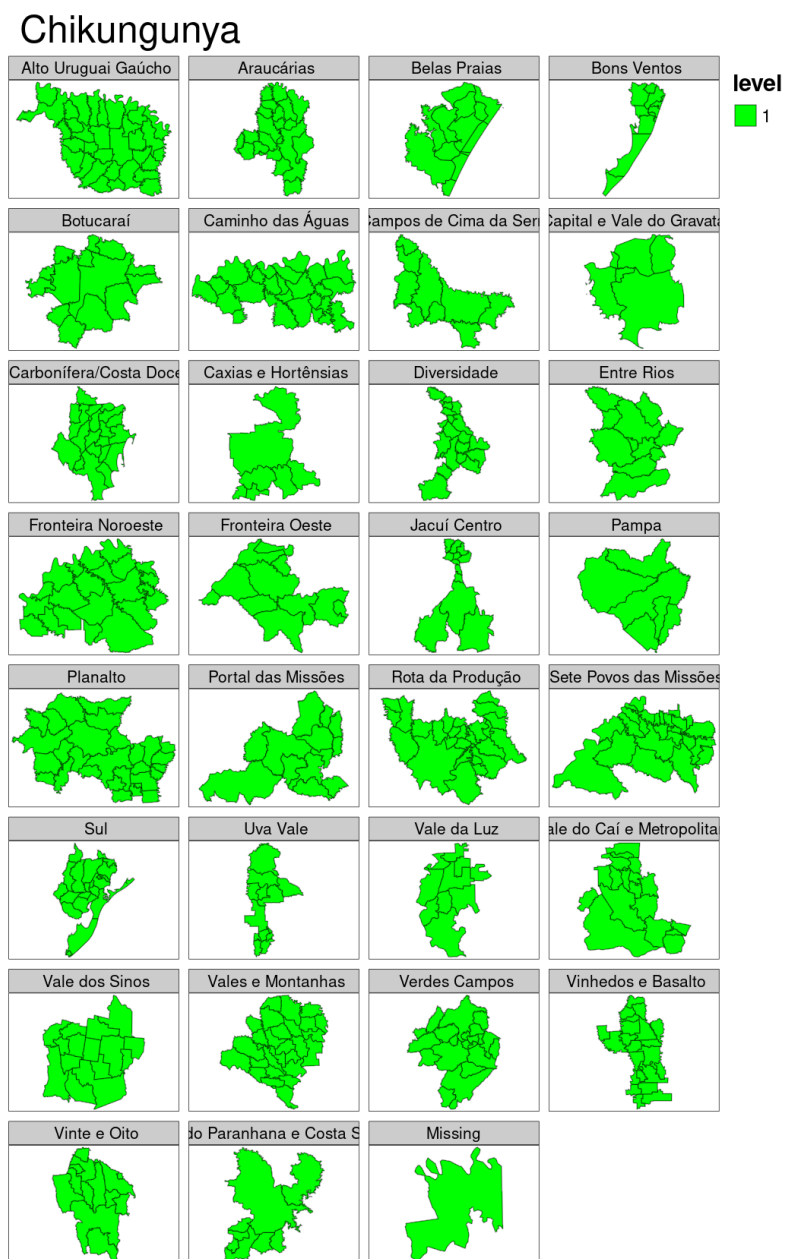 Chikungunya
Alto Uruguai Gaúcho
Araucárias
Belas Praias
Bons Ventos
level
1
Botucaraí
Caminho das Águas
Campos de Cima da Serr
Capital e Vale do Gravata
Carbonífera/Costa Doce
Caxias e Hortênsias
Diversidade
Entre Rios
Fronteira Noroeste
Fronteira Oeste
Jacuí Centro
Pampa
Planalto
Portal das Missões
Rota da Produção
Sete Povos das Missões
Sul
Uva Vale
Vale da Luz
ale do Caí e Metropolita
Vale dos Sinos
Vales e Montanhas
Verdes Campos
Vinhedos e Basalto
Vinte e Oito
do Paranhana e Costa S
Missing